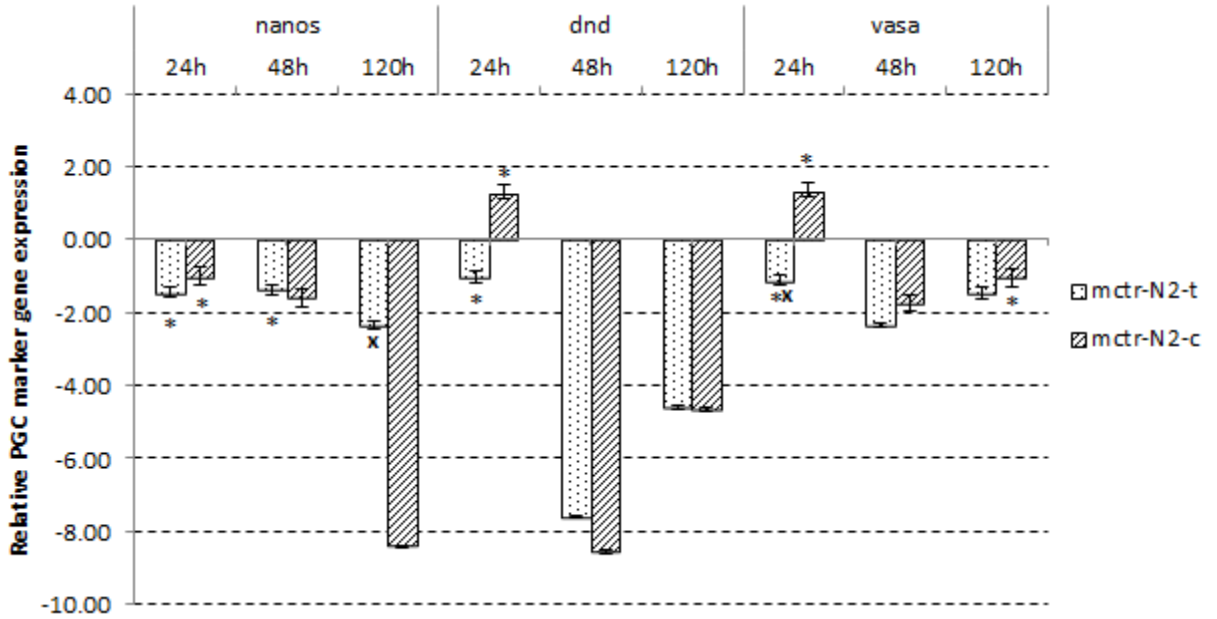 nanos dnd vasa
24h 48h 120h 24h 48h 120h 24h 48h 120h
4.00
2.00
0.00
-2.00
-4.00
-6.00
-8.00
-10.00
Relative PGC marker gene expression
* *
* * * * *x *
x
mctr-N2-t
mctr-N2-c